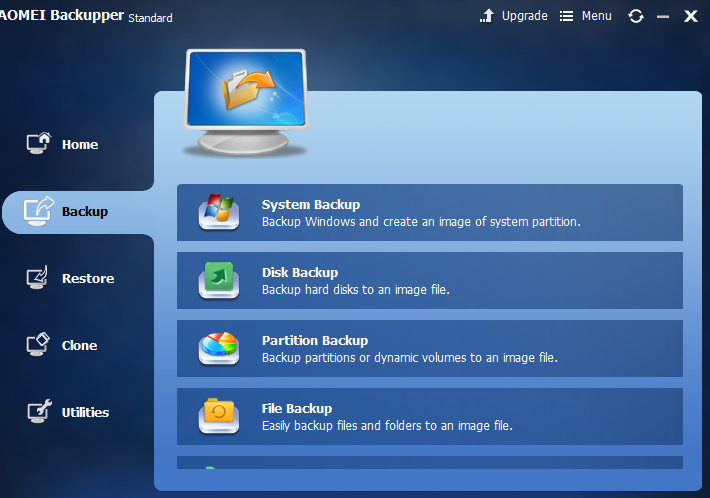 AOMEI Backupper Standard
Upgrade Menu
Home
Backup
Restore
Clone
Utilities
System Backup
Backup Windows and create an image of system partition.
Disk Backup
Backup hard disks to an image file.
Partition Backup
Backup partitions or dynamic volumes to an image file.
File Backup
Easily backup files and folders to an image file.